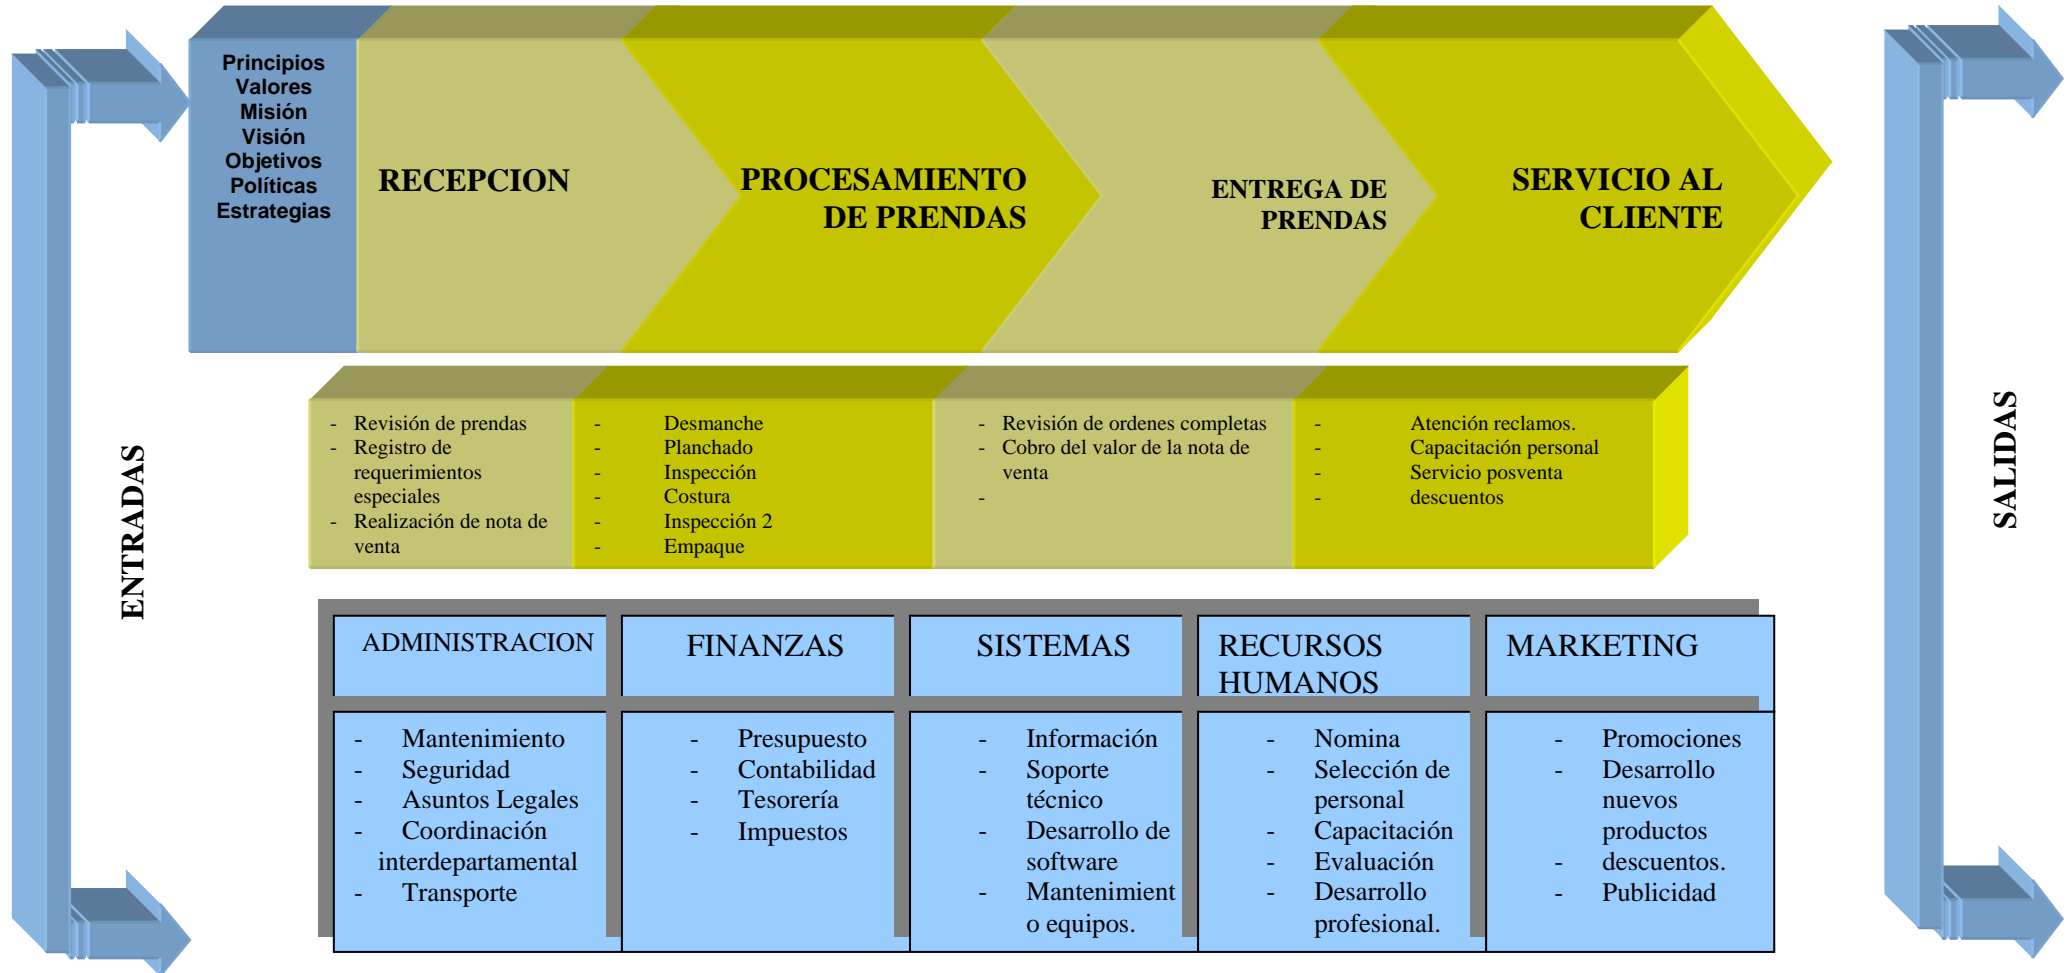 Principios
Valores
Misión
Visión
Objetivos
Políticas
Estrategias
RECEPCION
PROCESAMIENTO
DE PRENDAS
ENTREGA DE
PRENDAS
SERVICIO AL
CLIENTE
ENTRADAS
- Revisión de prendas
- Registro de
requerimientos
especiales
- Realización de nota de
venta
- Desmanche
- Planchado
- Inspección
- Costura
- Inspección 2
- Empaque
- Revisión de ordenes completas
- Cobro del valor de la nota de
venta
-
- Atención reclamos.
- Capacitación personal
- Servicio posventa
- descuentos
SALIDAS
ADMINISTRACION
- Mantenimiento
- Seguridad
- Asuntos Legales
- Coordinación
interdepartamental
- Transporte
FINANZAS
- Presupuesto
- Contabilidad
- Tesorería
- Impuestos
SISTEMAS
- Información
- Soporte
técnico
- Desarrollo de
software
- Mantenimient
o equipos.
RECURSOS
HUMANOS
- Nomina
- Selección de
personal
- Capacitación
- Evaluación
- Desarrollo
profesional.
MARKETING
- Promociones
- Desarrollo
nuevos
productos
- descuentos.
- Publicidad